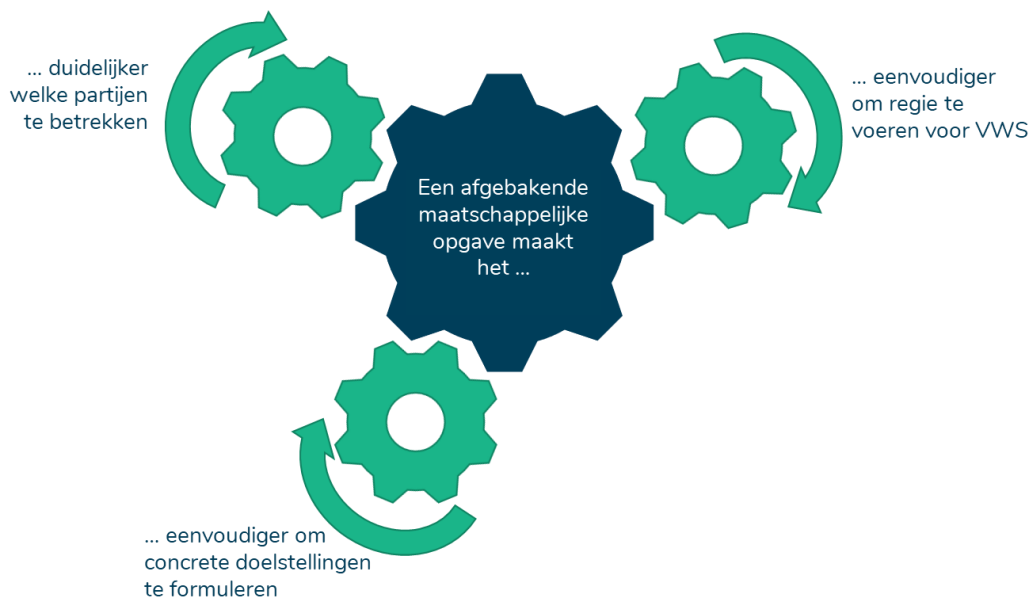 ... duidelijker
welke partijen
te betrekken
... eenvoudiger
om regie te
voeren voor VWS
Een afgebakende
maatschappelijke
opgave maakt
het ...
... eenvoudiger om
concrete doelstellingen
te formuleren